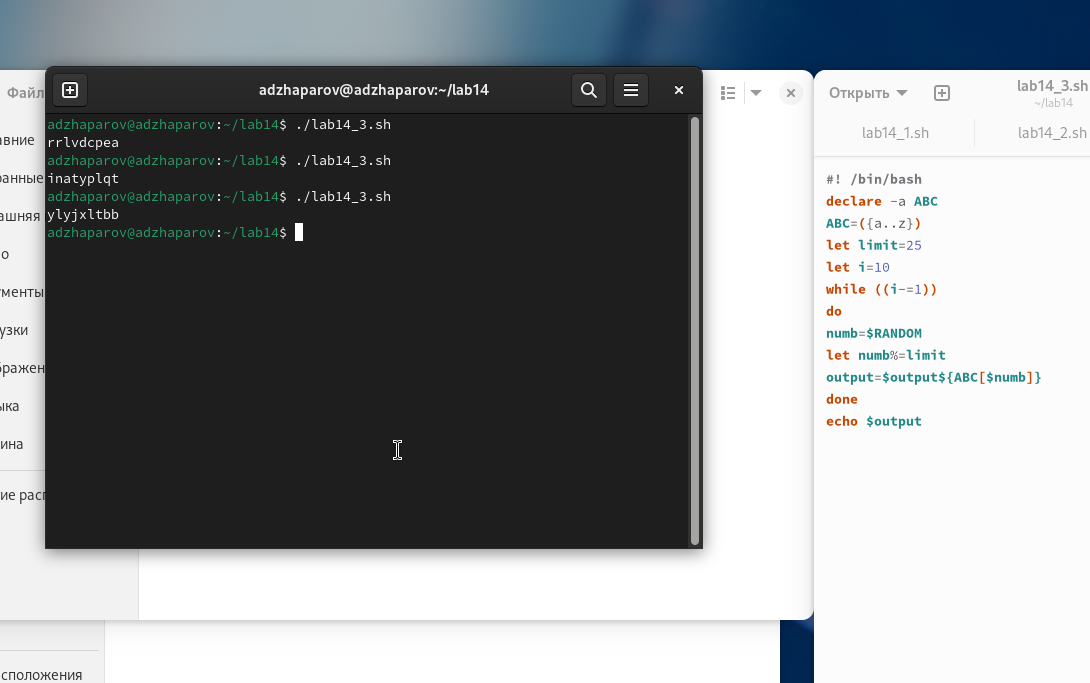 adzhaparov@adzhaparov:~/lab14
adzhaparov@adzhaparov:~/lab14$ ./lab14_3.sh
rrlvdcpea
adzhaparov@adzhaparov:~/lab14$ ./lab14_3.sh
inatyplqt
adzhaparov@adzhaparov:~/lab14$ ./lab14_3.sh
ylyjxltbb
adzhaparov@adzhaparov:~/lab14$
Файл
авние
ранные
ашняя
о
ументы
узки
бражен
ыка
ина
ие расп
сположения
Открыть
lab14_3.sh
~/lab14
lab14_1.sh
lab14_2.sh
#! /bin/bash
declare -a ABC
ABC=({a..z})
let limit=25
let i=10
while ((i-=1))
do
numb=$RANDOM
let numb%=limit
output=$output${ABC[$numb]}
done
echo $output